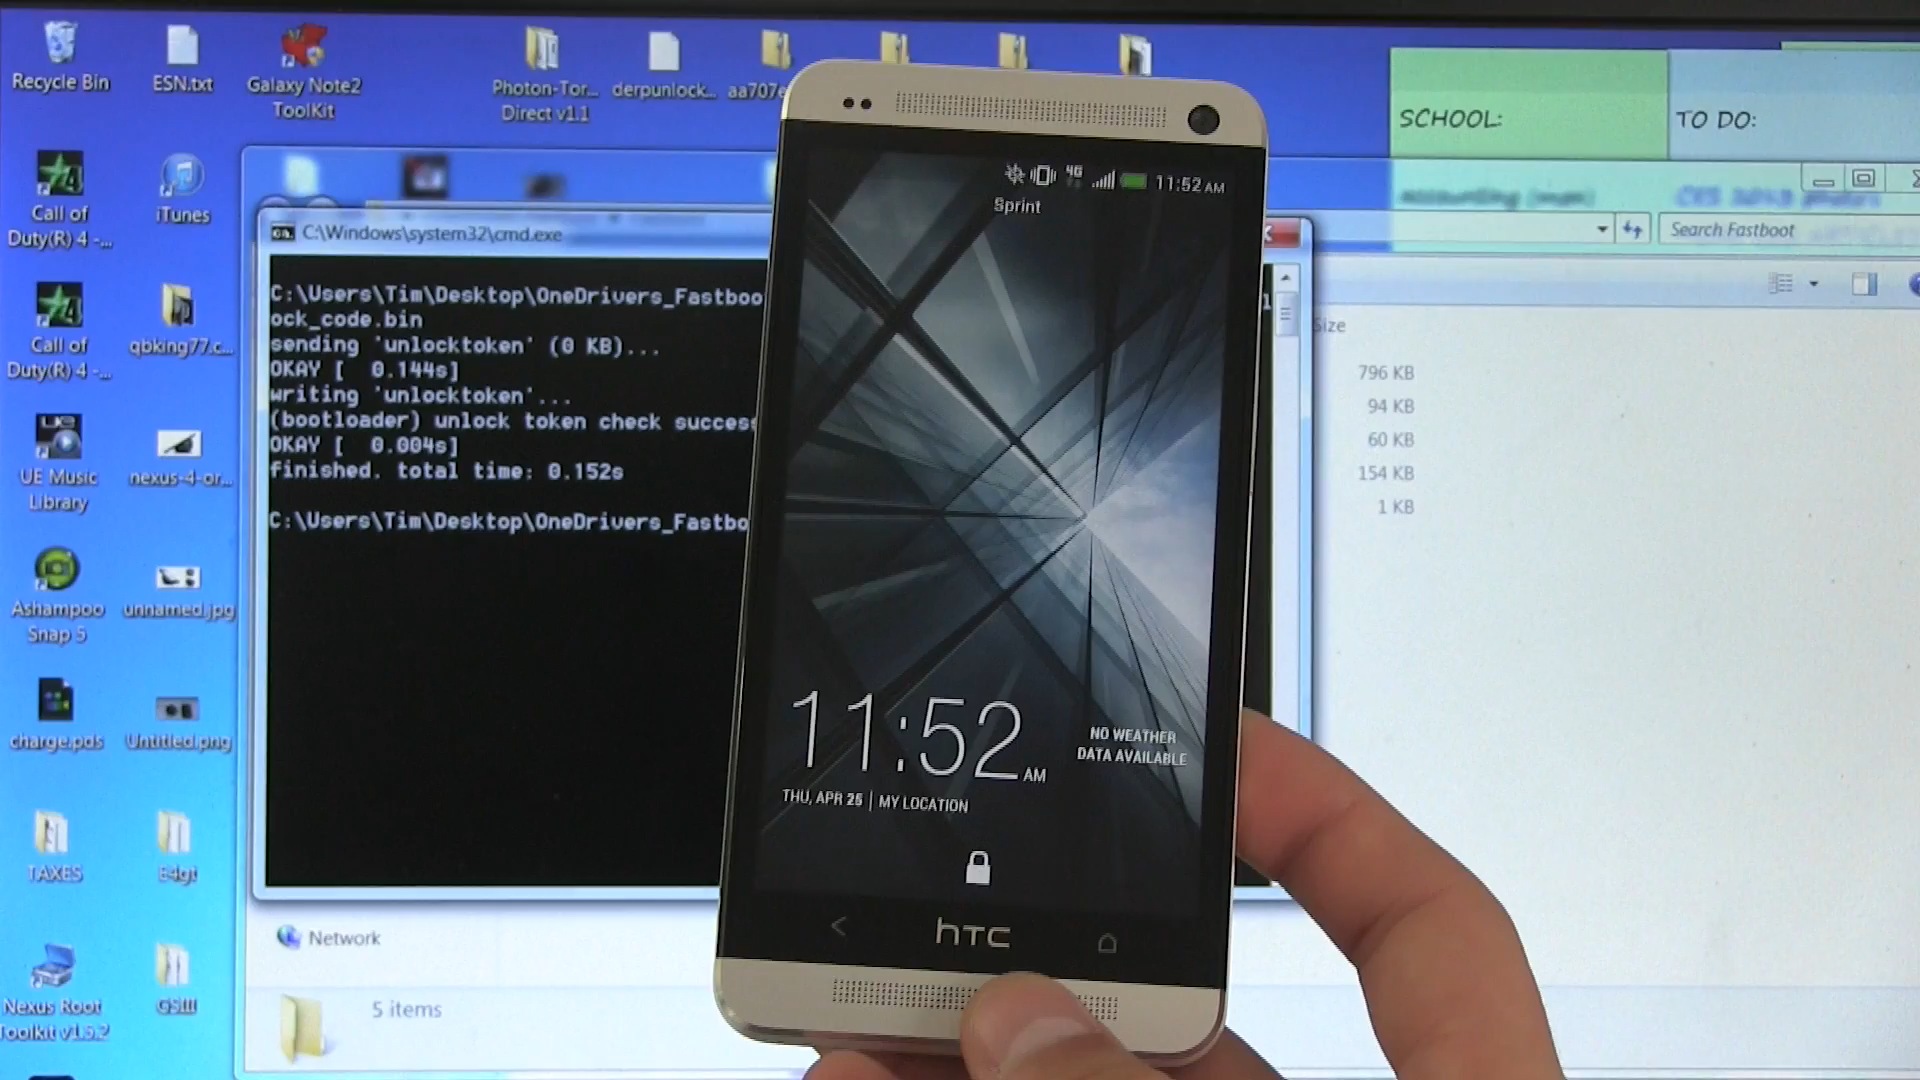 Recycle Bin
ESN.txt
Galaxy Note2
ToolKit
Photon-Tor...
Direct v1.1
derpunlock...
aa707e
SCHOOL:
TO DO:
Call of
Duty(R) 4 -...
iTunes
Call of
Duty(R) 4 -...
qbking77.c...
UE Music
Library
nexus-4-or...
Ashampoo
Snap 5
unnamed.jpg
charge.pds
Untitled.png
TAXES
E4gt
Nexus Root
Toolkit v1.5.2
GSIII
C:\Windows\system32\cmd.exe
C:\Users\Tim\Desktop\OneDrivers_Fastboo
ock_code.bin
sending 'unlocktoken' (0 KB)...
OKAY [  0.144s]
writing 'unlocktoken'...
(bootloader) unlock token check success
OKAY [  0.004s]
finished. total time: 0.152s
C:\Users\Tim\Desktop\OneDrivers_Fastbo
Network
5 items
4G
11:52 AM
Sprint
11:52 AM
NO WEATHER
DATA AVAILABLE
THU, APR 25 | MY LOCATION
hTC
Search Fastboot
Size
796 KB
94 KB
60 KB
154 KB
1 KB